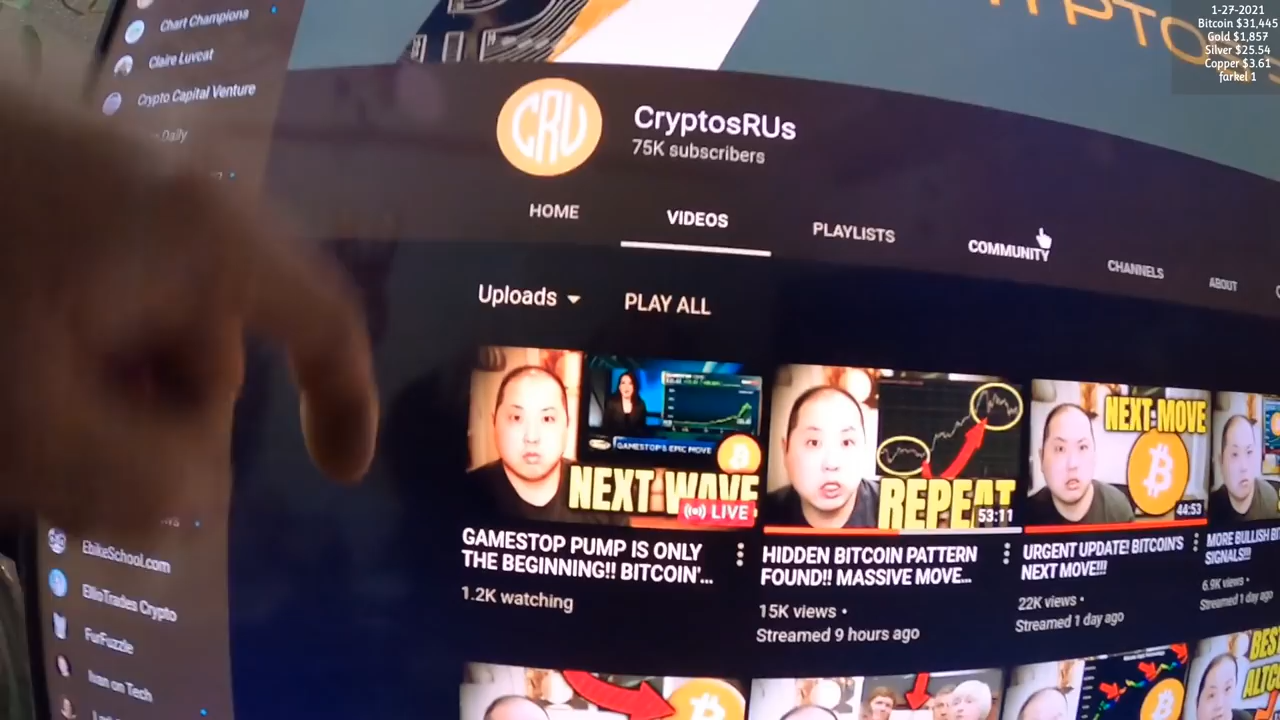 1-27-2021
Bitcoin $31,445
Gold $1,857
Silver $25.54
Copper $3.61
farkel 1
Chart Champions
Claire Luvcat
Crypto Capital Venture
Daily
CRU
CryptosRUs
75K subscribers
HOME
VIDEOS
PLAYLISTS
COMMUNITY
CHANNELS
ABOUT
Uploads
PLAY ALL
GAMESTOP'S EPIC MOVE
NEXT WAVE
LIVE
GAMESTOP PUMP IS ONLY
THE BEGINNING!! BITCOIN'...
1.2K watching
REPEAT
53:11
HIDDEN BITCOIN PATTERN
FOUND!! MASSIVE MOVE...
15K views •
Streamed 9 hours ago
NEXT MOVE
44:53
URGENT UPDATE! BITCOIN'S
NEXT MOVE!!!
22K views •
Streamed 1 day ago
MORE BULLISH
SIGNALS!!!
6.9K views •
Streamed 1 day ago
EbikeSchool.com
ElloTrades Crypto
FurFuzzle
Ivan on Tech
BEST